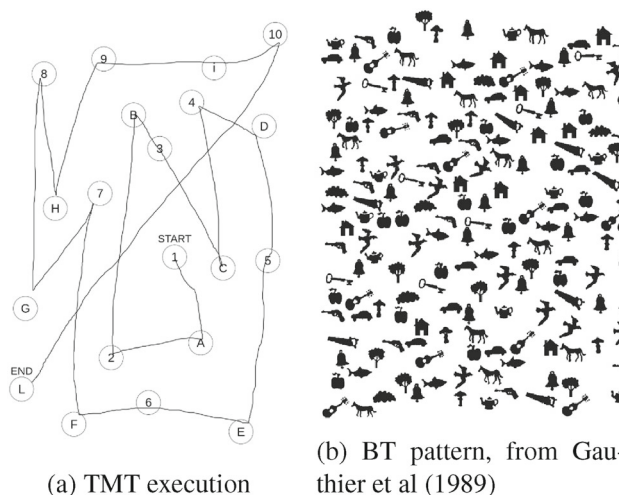 10
9
8
i
4
B
D
3
7
H
START
1
C
5
G
A
2
END
L
6
F
E
(a) TMT execution
(b) BT pattern, from Gau-
thier et al (1989)